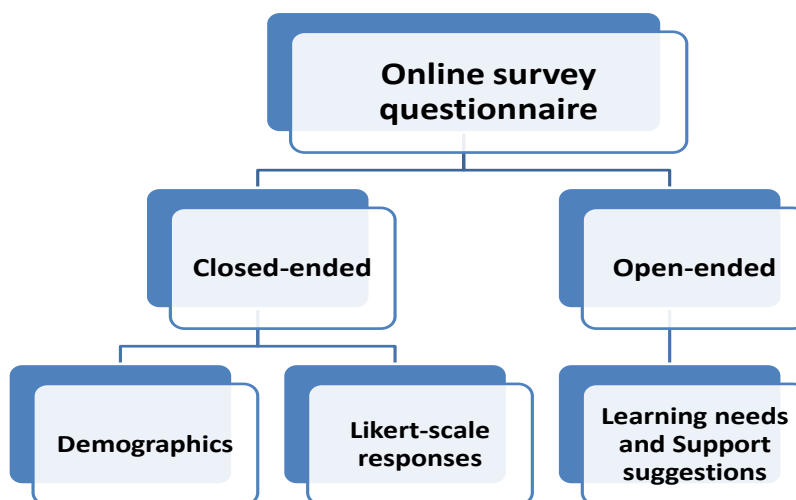 Online survey
questionnaire
Closed-ended
Open-ended
Demographics
Likert-scale
responses
Learning needs
and Support
suggestions